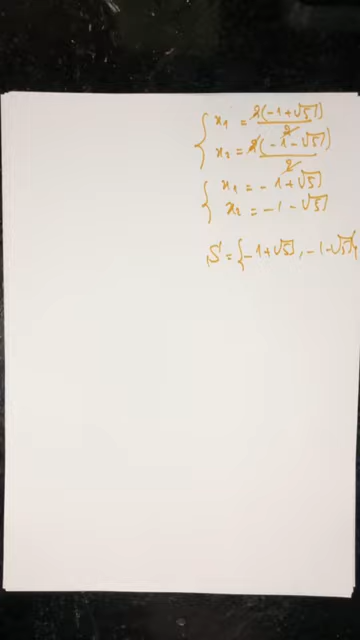 x₁ = 2(-1+√5)/2
x₂ = 2(-1-√5)/2
x₁ = -1+√5
x₂ = -1-√5
S = {-1+√5, -1-√5}